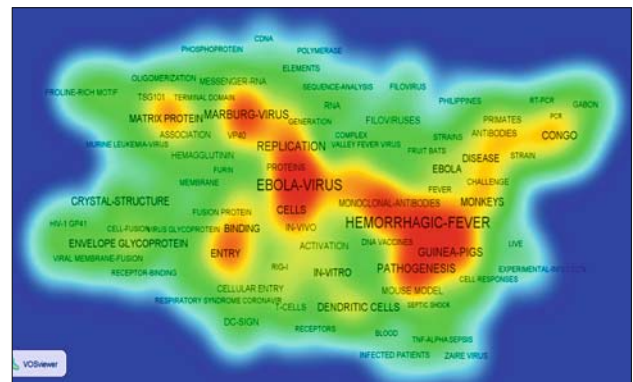 CDNA
PHOSPHOPROTEIN
POLYMERASE
ELEMENTS
OLIGOMERIZATION
MESSENGER-RNA
SEQUENCE-ANALYSIS
FILOVIRUS
PROLINE-RICH MOTIF
TSG101
TERMINAL DOMAIN
RNA
PHILIPPINES
RT-PCR
GABON
MATRIX PROTEIN
MARBURG-VIRUS
GENERATION
FILOVIRUSES
PRIMATES
PCR
ASSOCIATION
VP40
COMPLEX
STRAINS
ANTIBODIES
CONGO
MURINE LEUKEMIA-VIRUS
REPLICATION
VALLEY FEVER VIRUS
FRUIT BATS
HEMAGGLUTININ
DISEASE
STRAIN
FURIN
PROTEINS
EBOLA
MEMBRANE
EBOLA-VIRUS
FEVER
CHALLENGE
CRYSTAL-STRUCTURE
CELLS
MONOCLONAL-ANTIBODIES
MONKEYS
FUSION PROTEIN
HIV-1 GP41
CELL-FUSION
VIRUS GLYCOPROTEIN
BINDING
IN-VIVO
HEMORRHAGIC-FEVER
ENVELOPE GLYCOPROTEIN
ENTRY
ACTIVATION
DNA VACCINES
GUINEA-PIGS
LIVE
VIRAL MEMBRANE-FUSION
RECEPTOR-BINDING
RIG-I
IN-VITRO
PATHOGENESIS
CELL RESPONSES
CELLULAR ENTRY
MOUSE MODEL
RESPIRATORY SYNDROME
T-CELLS
DENDRITIC CELLS
SEPTIC SHOCK
DC-SIGN
RECEPTORS
BLOOD
TNF-ALPHA
SEPSIS
INFECTED PATIENTS
ZAIRE VIRUS
VOSviewer